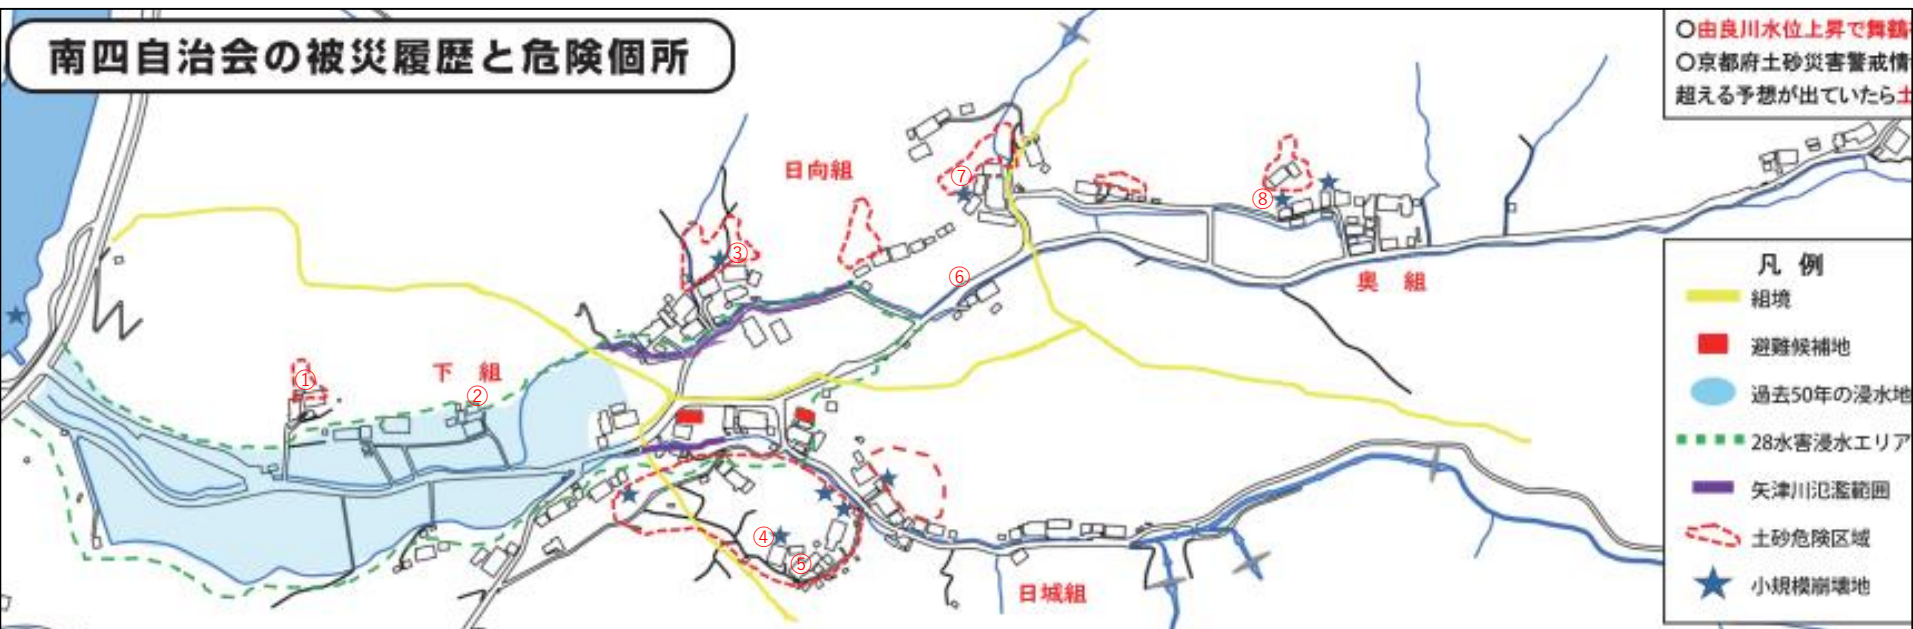 南四自治会の被災履歴と危険個所
〇由良川水位上昇で舞鶴
〇京都府土砂災害警戒情
超える予想が出ていたら土
日向組
⑦
⑧
③
⑥
奥 組
①
下 組
②
④
⑤
日城組
凡 例
組境
避難候補地
過去50年の浸水地
28水害浸水エリア
矢津川氾濫範囲
土砂危険区域
小規模崩壊地